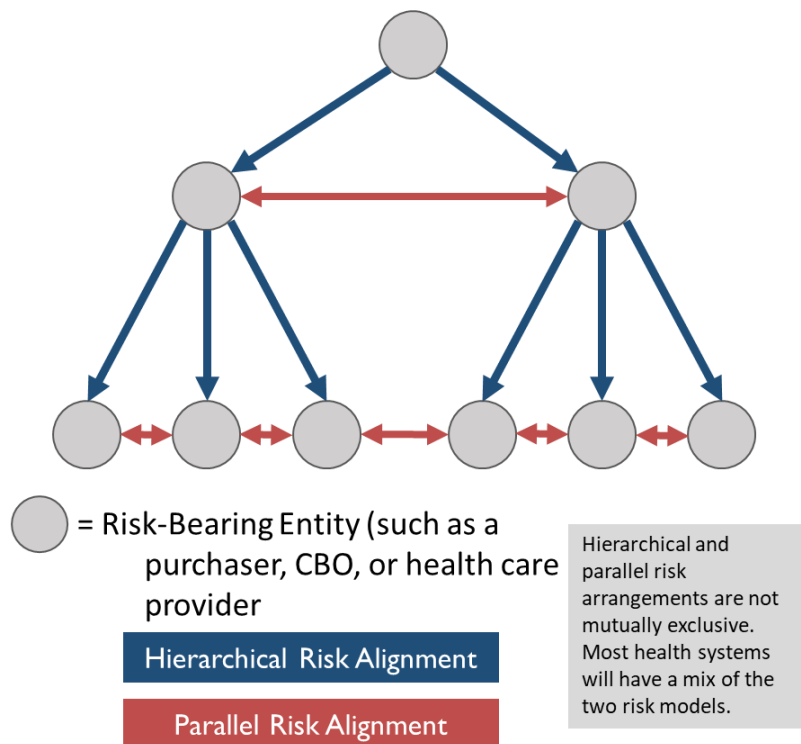 = Risk-Bearing Entity (such as a
purchaser, CBO, or health care
provider
Hierarchical Risk Alignment
Parallel Risk Alignment
Hierarchical and
parallel risk
arrangements are not
mutually exclusive.
Most health systems
will have a mix of the
two risk models.